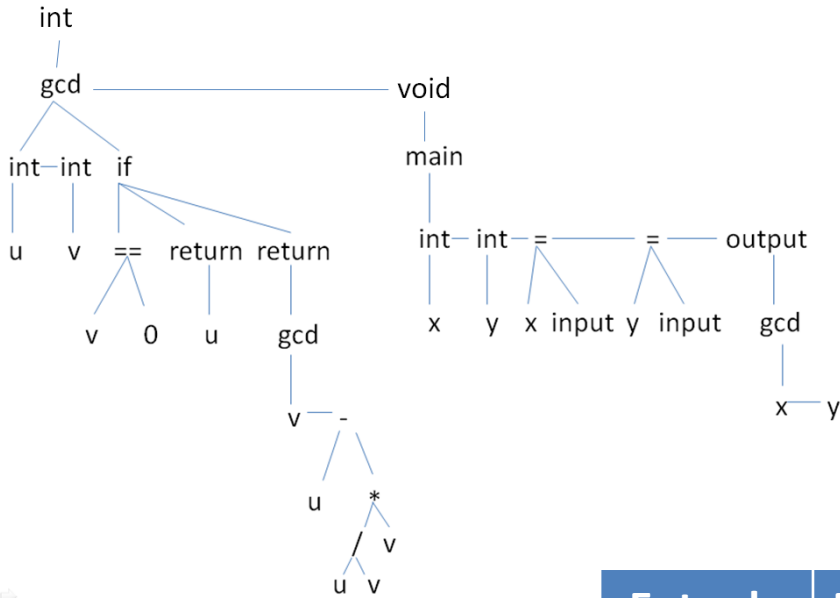 int
gcd void
main
int int if
u v == return return
int int = = output
v 0 u gcd
x y x input y input gcd
v -
x y
u *
/ v
u v